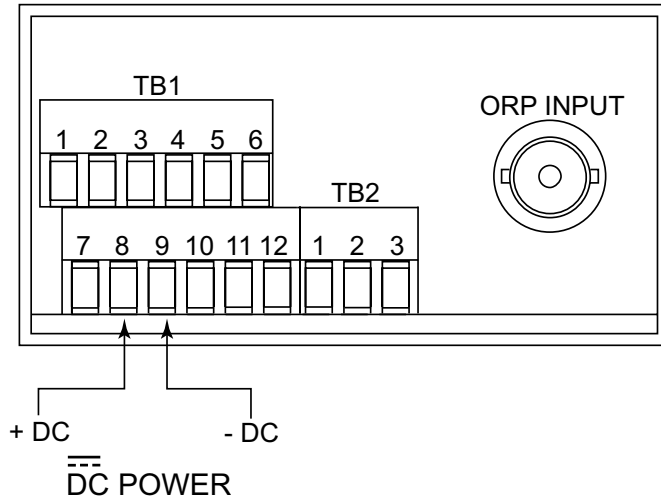 TB1
ORP INPUT
1 2 3 4 5 6
TB2
7 8 9 10 11 12 1 2 3
+ DC - DC
DC POWER